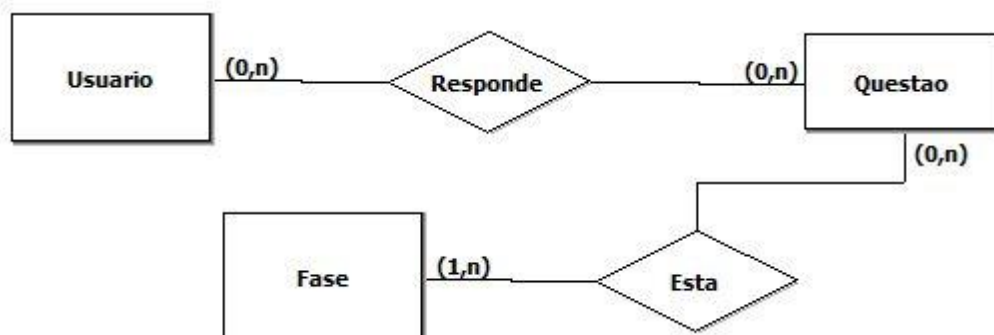 Usuario
(0,n)
Responde
(0,n)
Questao
(0,n)
Fase
(1,n)
Esta